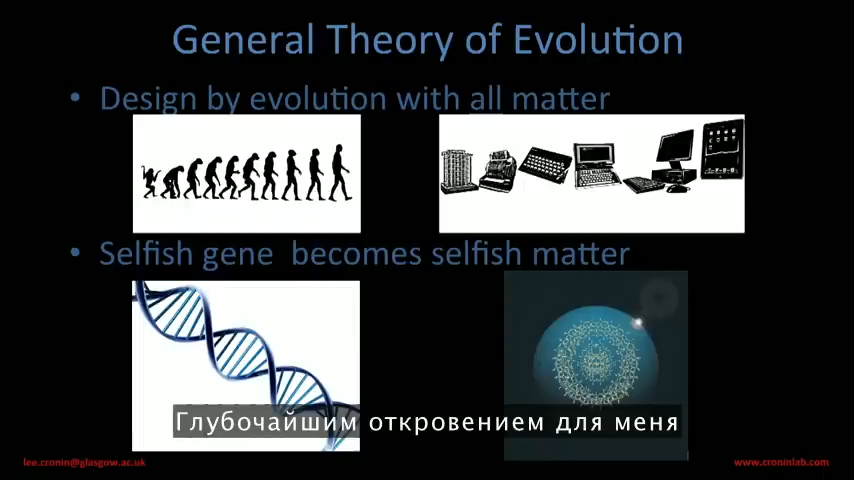 General Theory of Evolution
• Design by evolution with all matter
• Selfish gene becomes selfish matter
Глубочайшим откровением для меня
lee.cronin@glasgow.ac.uk
www.croninlab.com